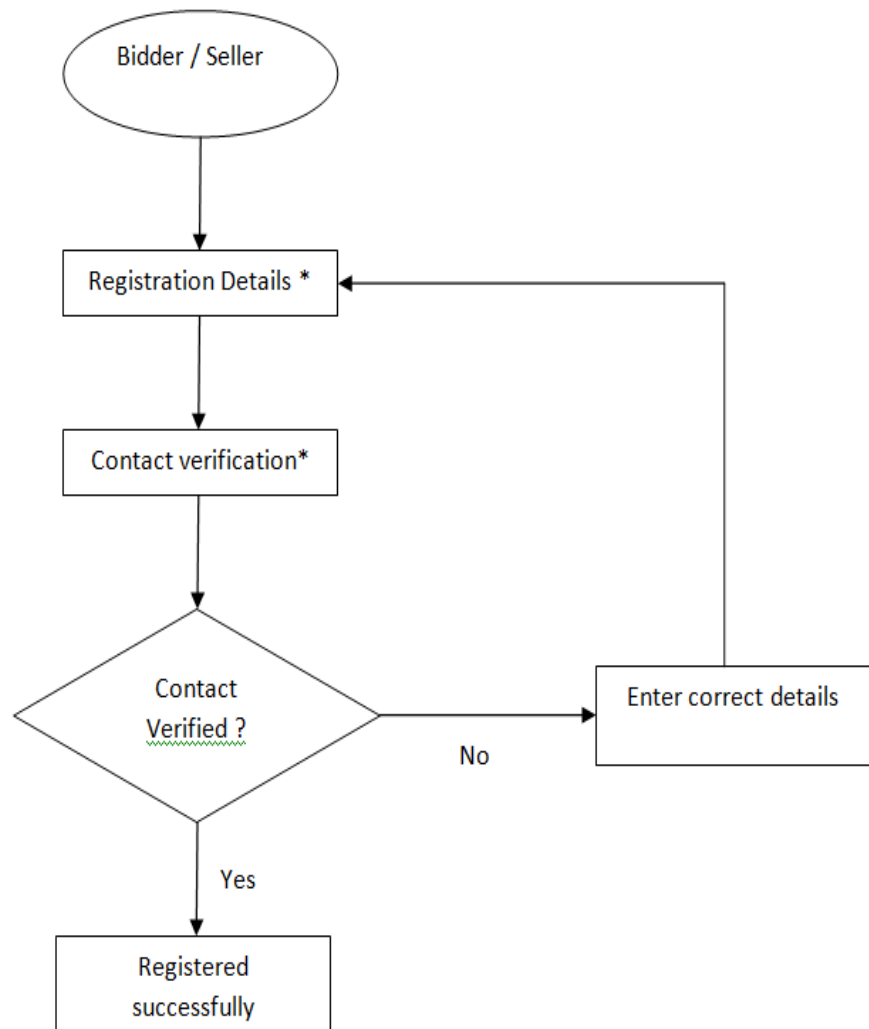 Bidder / Seller
Registration Details *
Contact verification*
Contact
Verified ?
Enter correct details
No
Yes
Registered
successfully